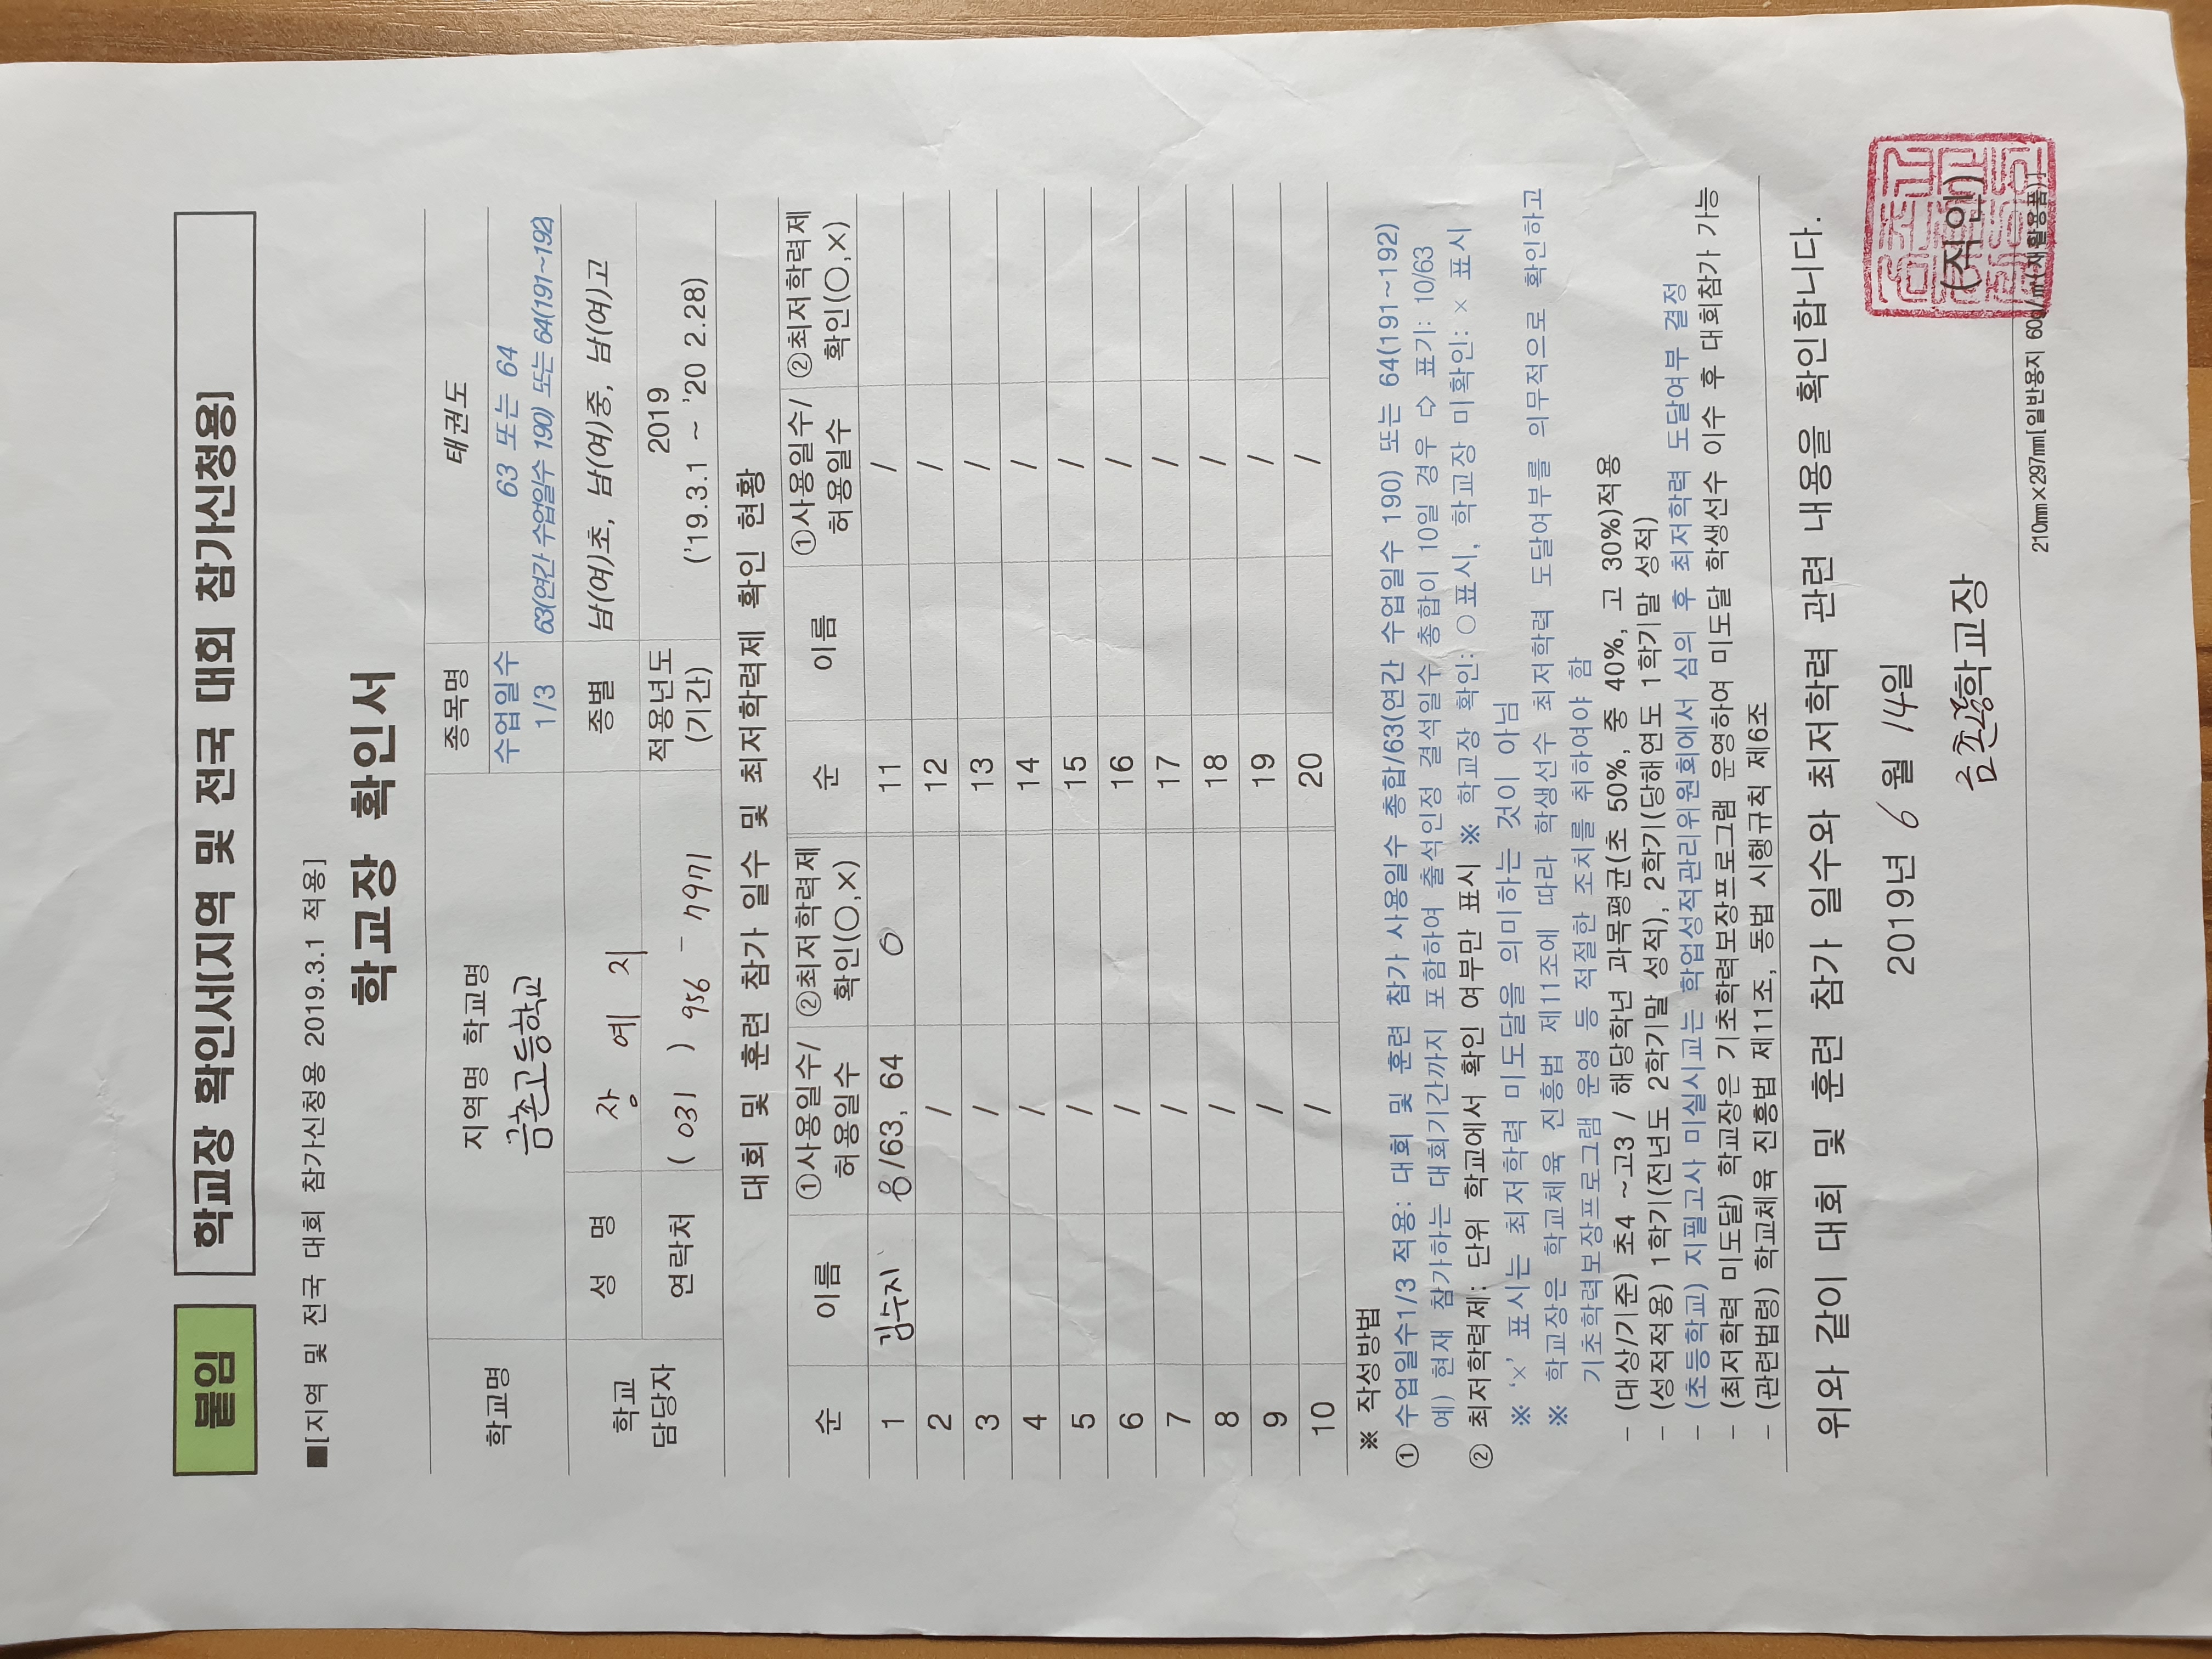 붙임
학교장 확인서(지역 및 전국 대회 참가신청용)
■[지역 및 전국 대회 참가신청용 2019.3.1 적용]
학교장 확인서
학교명
지역명 학교명
금촌고등학교
종목명
태권도
수업일수
1/3
63 또는 64
63(연간 수업일수 190) 또는 64(191~192)
학교
담당자
성 명
장 예 지
종별
남(여)초, 남(여)중, 남(여)고
연락처
( 031 ) 956 - 7971
적용년도
(기간)
2019
('19.3.1 ~ '20 2.28)
대회 및 훈련 참가 일수 및 최저학력제 확인 현황
순 이름 ①사용일수/허용일수 ②최저학력제 확인(○,×) 순 이름 ①사용일수/허용일수 ②최저학력제 확인(○,×)
1 김수지 8/63, 64 O 11 /
2 / 12 /
3 / 13 /
4 / 14 /
5 / 15 /
6 / 16 /
7 / 17 /
8 / 18 /
9 / 19 /
10 / 20 /
※ 작성방법
① 수업일수1/3 적용: 대회 및 훈련 참가 사용일수 총합/63(연간 수업일수 190) 또는 64(191~192)
예) 현재 참가하는 대회기간까지 포함하여 출석인정 결석일수 총합이 10일 경우 ⇨ 표기: 10/63
② 최저학력제: 단위 학교에서 확인 여부만 표시 ※ 학교장 확인: ○표시, 학교장 미확인: × 표시
※ '×' 표시는 최저학력 미도달을 의미하는 것이 아님
※ 학교장은 학교체육 진흥법 제11조에 따라 학생선수 최저학력 도달여부를 의무적으로 확인하고
기초학력보장프로그램 운영 등 적절한 조치를 취하여야 함
- (대상/기준) 초4 ~고3 / 해당학년 과목평균(초 50%, 중 40%, 고 30%)적용
- (성적적용) 1학기(전년도 2학기말 성적), 2학기(당해연도 1학기말 성적)
- (초등학교) 지필고사 미실시교는 학업성적관리위원회에서 심의 후 최저학력 도달여부 결정
- (최저학력 미도달) 학교장은 기초학력보장프로그램 운영하여 미도달 학생선수 이수 후 대회참가 가능
- (관련법령) 학교체육 진흥법 제11조, 동법 시행규칙 제6조
위와 같이 대회 및 훈련 참가 일수와 최저학력 관련 내용을 확인합니다.
2019년 6 월 14일
금촌고등학교장
(직인)
210㎜×297㎜[일반용지 60g/㎡(재활용품)]